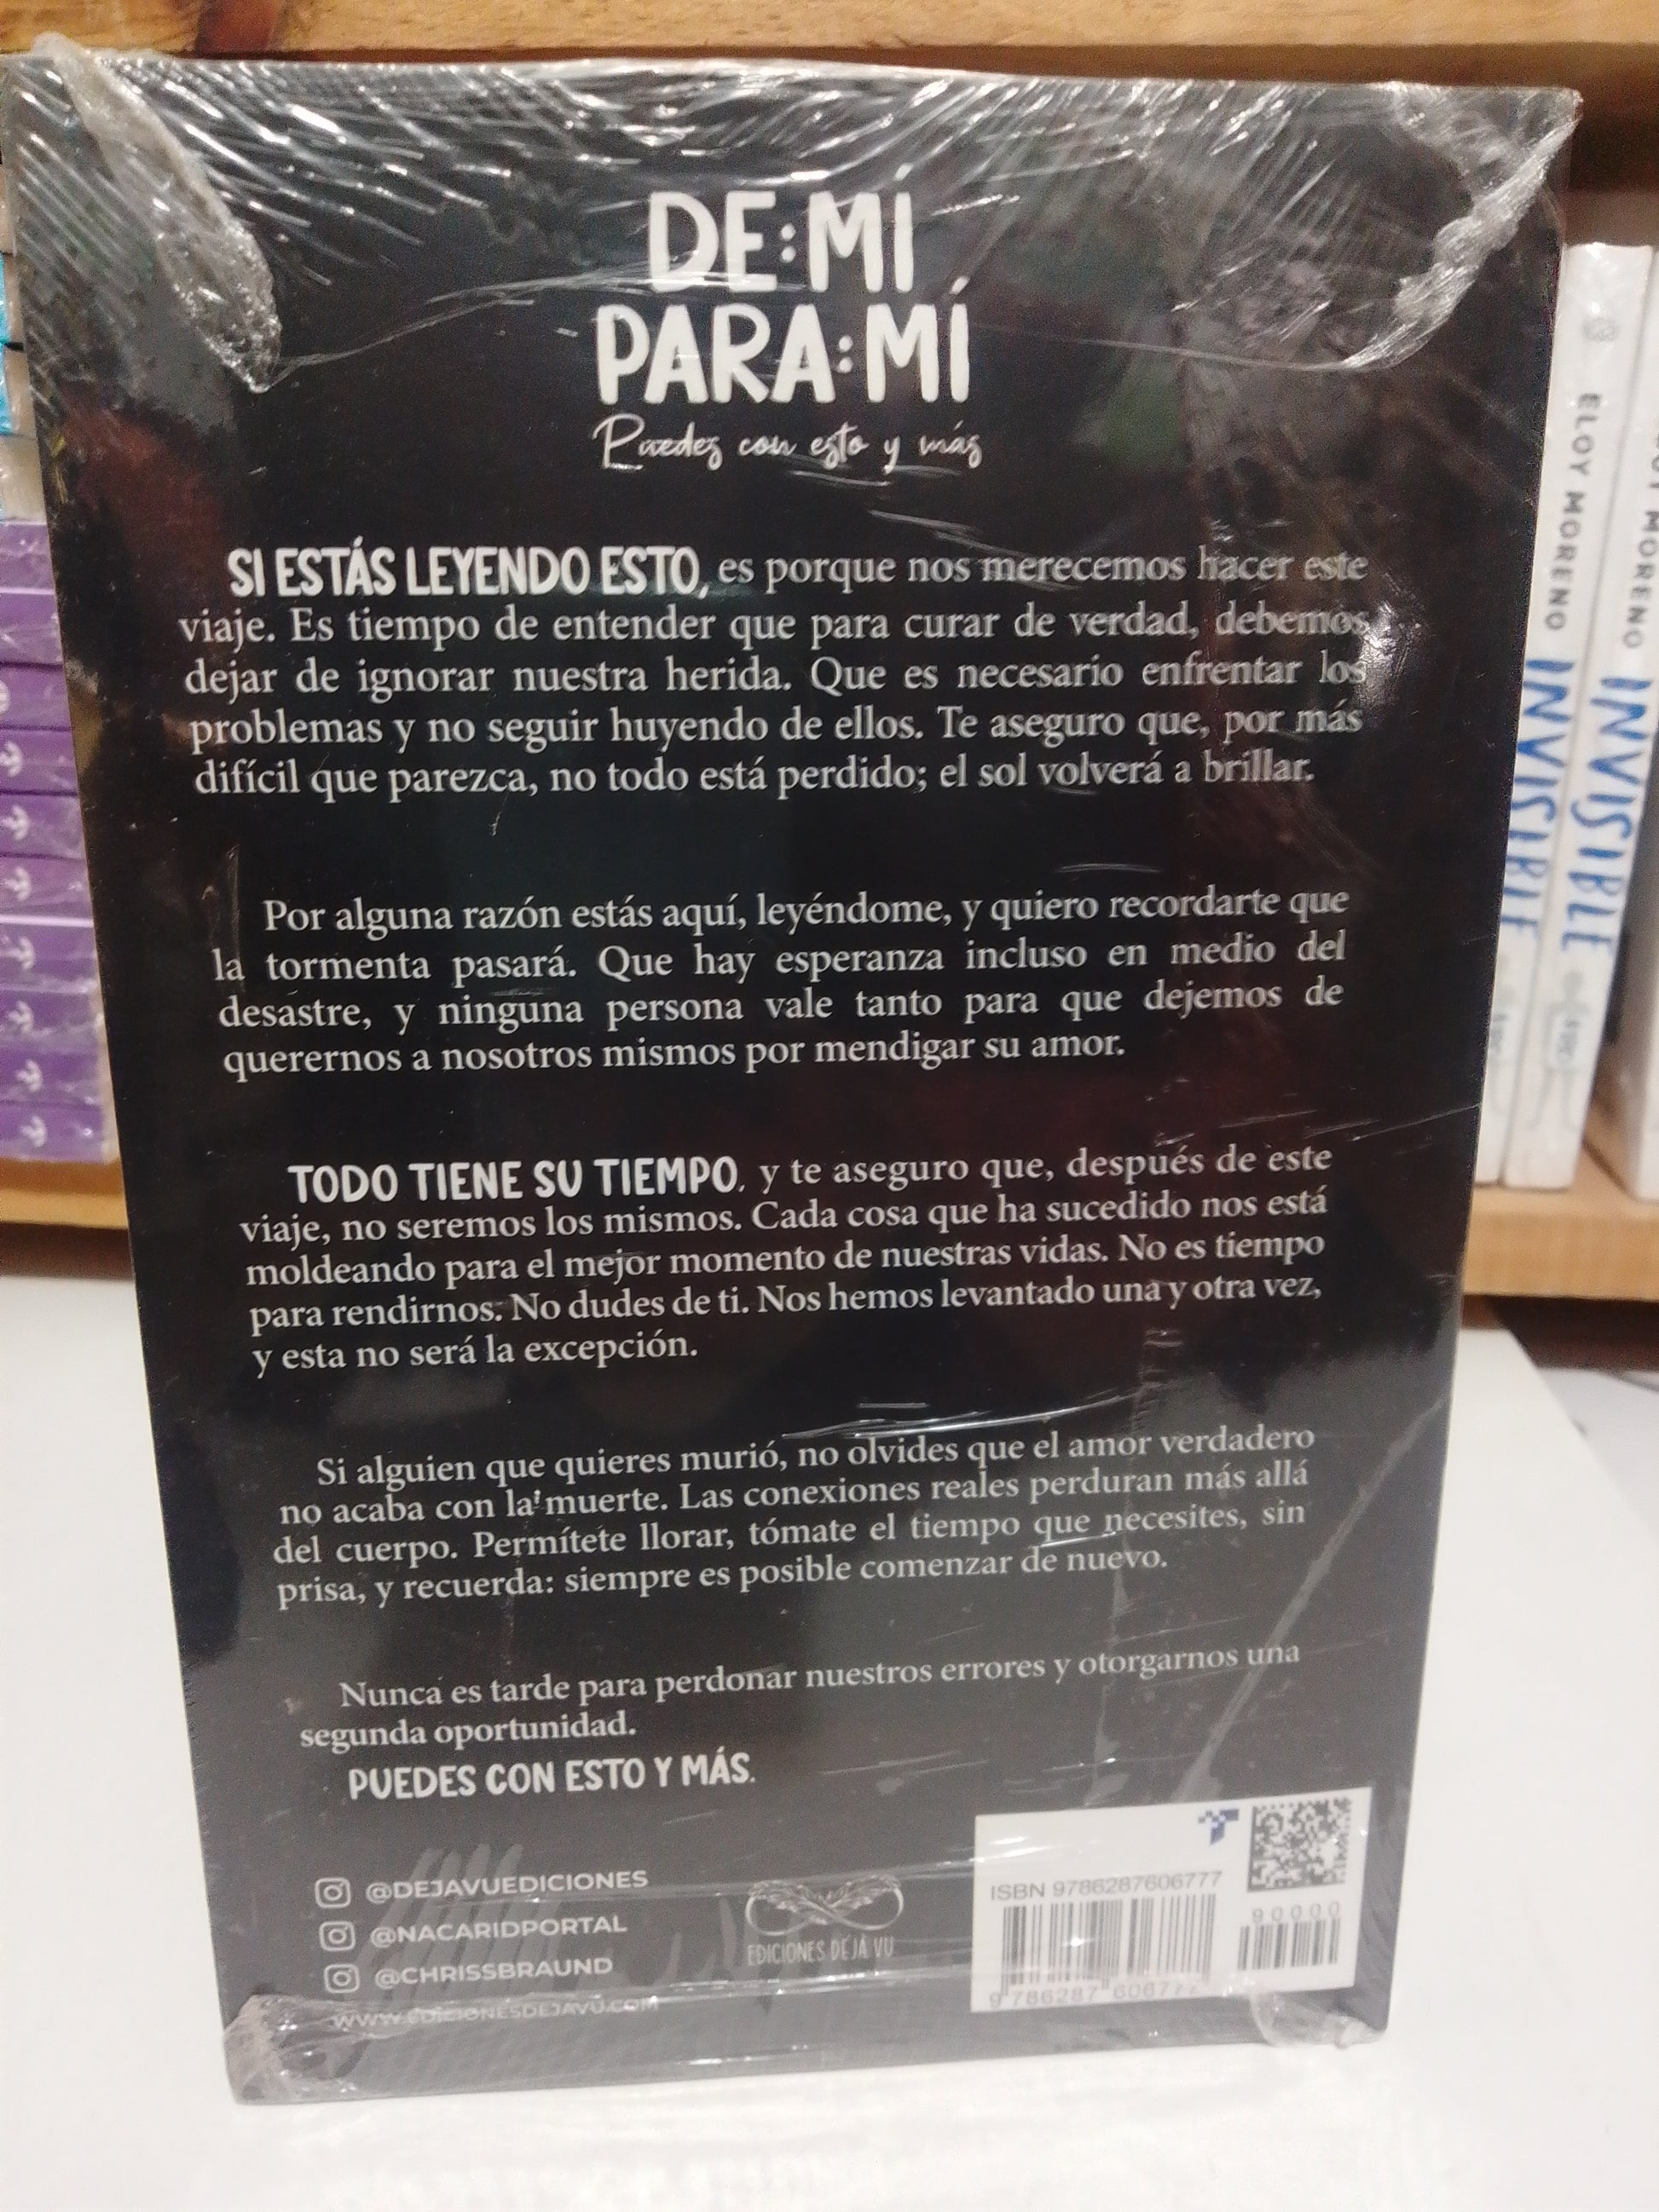 DE:MÍ
PARA:MÍ
Puedes con esto y más
SI ESTÁS LEYENDO ESTO, es porque nos merecemos hacer este
viaje. Es tiempo de entender que para curar de verdad, debemos
dejar de ignorar nuestra herida. Que es necesario enfrentar los
problemas y no seguir huyendo de ellos. Te aseguro que, por más
difícil que parezca, no todo está perdido; el sol volverá a brillar.
Por alguna razón estás aquí, leyéndome, y quiero recordarte que
la tormenta pasará. Que hay esperanza incluso en medio del
desastre, y ninguna persona vale tanto para que dejemos de
querernos a nosotros mismos por mendigar su amor.
TODO TIENE SU TIEMPO, y te aseguro que, después de este
viaje, no seremos los mismos. Cada cosa que ha sucedido nos está
moldeando para el mejor momento de nuestras vidas. No es tiempo
para rendirnos. No dudes de ti. Nos hemos levantado una y otra vez,
y esta no será la excepción.
Si alguien que quieres murió, no olvides que el amor verdadero
no acaba con la muerte. Las conexiones reales perduran más allá
del cuerpo. Permítete llorar, tómate el tiempo que necesites, sin
prisa, y recuerda: siempre es posible comenzar de nuevo.
Nunca es tarde para perdonar nuestros errores y otorgarnos una
segunda oportunidad.
PUEDES CON ESTO Y MÁS.
@DEJAVUEDICIONES
@NACARIDPORTAL
@CHRISSBRAUND
WWW.EDICIONESDEJAVU.COM
EDICIONES DÉJÀ VU
ISBN 9786287606777
90000
9 786287 60677
ELOY MORENO INVISIBLE
MORENO INVISIBLE